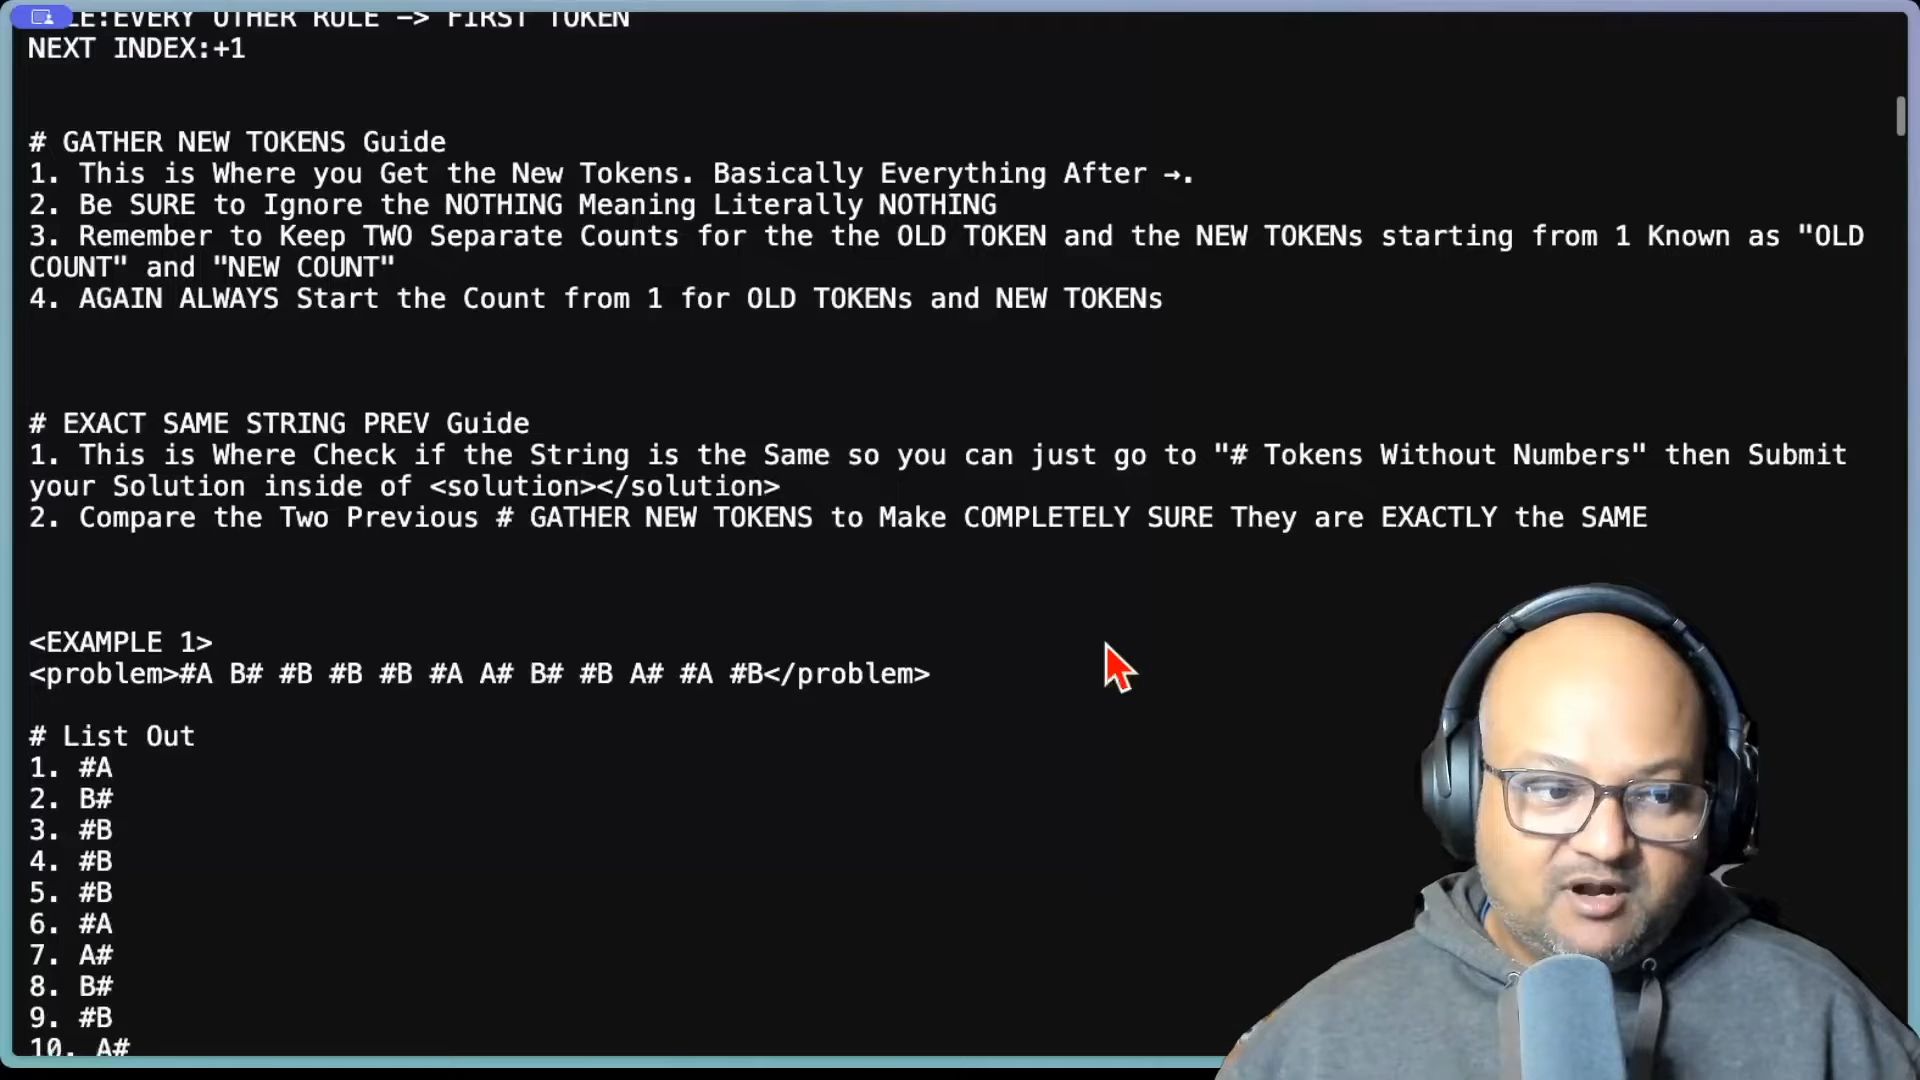 LE:EVERY OTHER RULE —> FIRST TOKEN
NEXT INDEX:+1
# GATHER NEW TOKENS Guide
1. This is Where you Get the New Tokens. Basically Everything After →.
2. Be SURE to Ignore the NOTHING Meaning Literally NOTHING
3. Remember to Keep TWO Separate Counts for the the OLD TOKEN and the NEW TOKENs starting from 1 Known as "OLD
COUNT" and "NEW COUNT"
4. AGAIN ALWAYS Start the Count from 1 for OLD TOKENs and NEW TOKENs
# EXACT SAME STRING PREV Guide
1. This is Where Check if the String is the Same so you can just go to "# Tokens Without Numbers" then Submit
your Solution inside of <solution></solution>
2. Compare the Two Previous # GATHER NEW TOKENS to Make COMPLETELY SURE They are EXACTLY the SAME
<EXAMPLE 1>
<problem>#A B# #B #B #B #A A# B# #B A# #A #B</problem>
# List Out
1. #A
2. B#
3. #B
4. #B
5. #B
6. #A
7. A#
8. B#
9. #B
10. A#